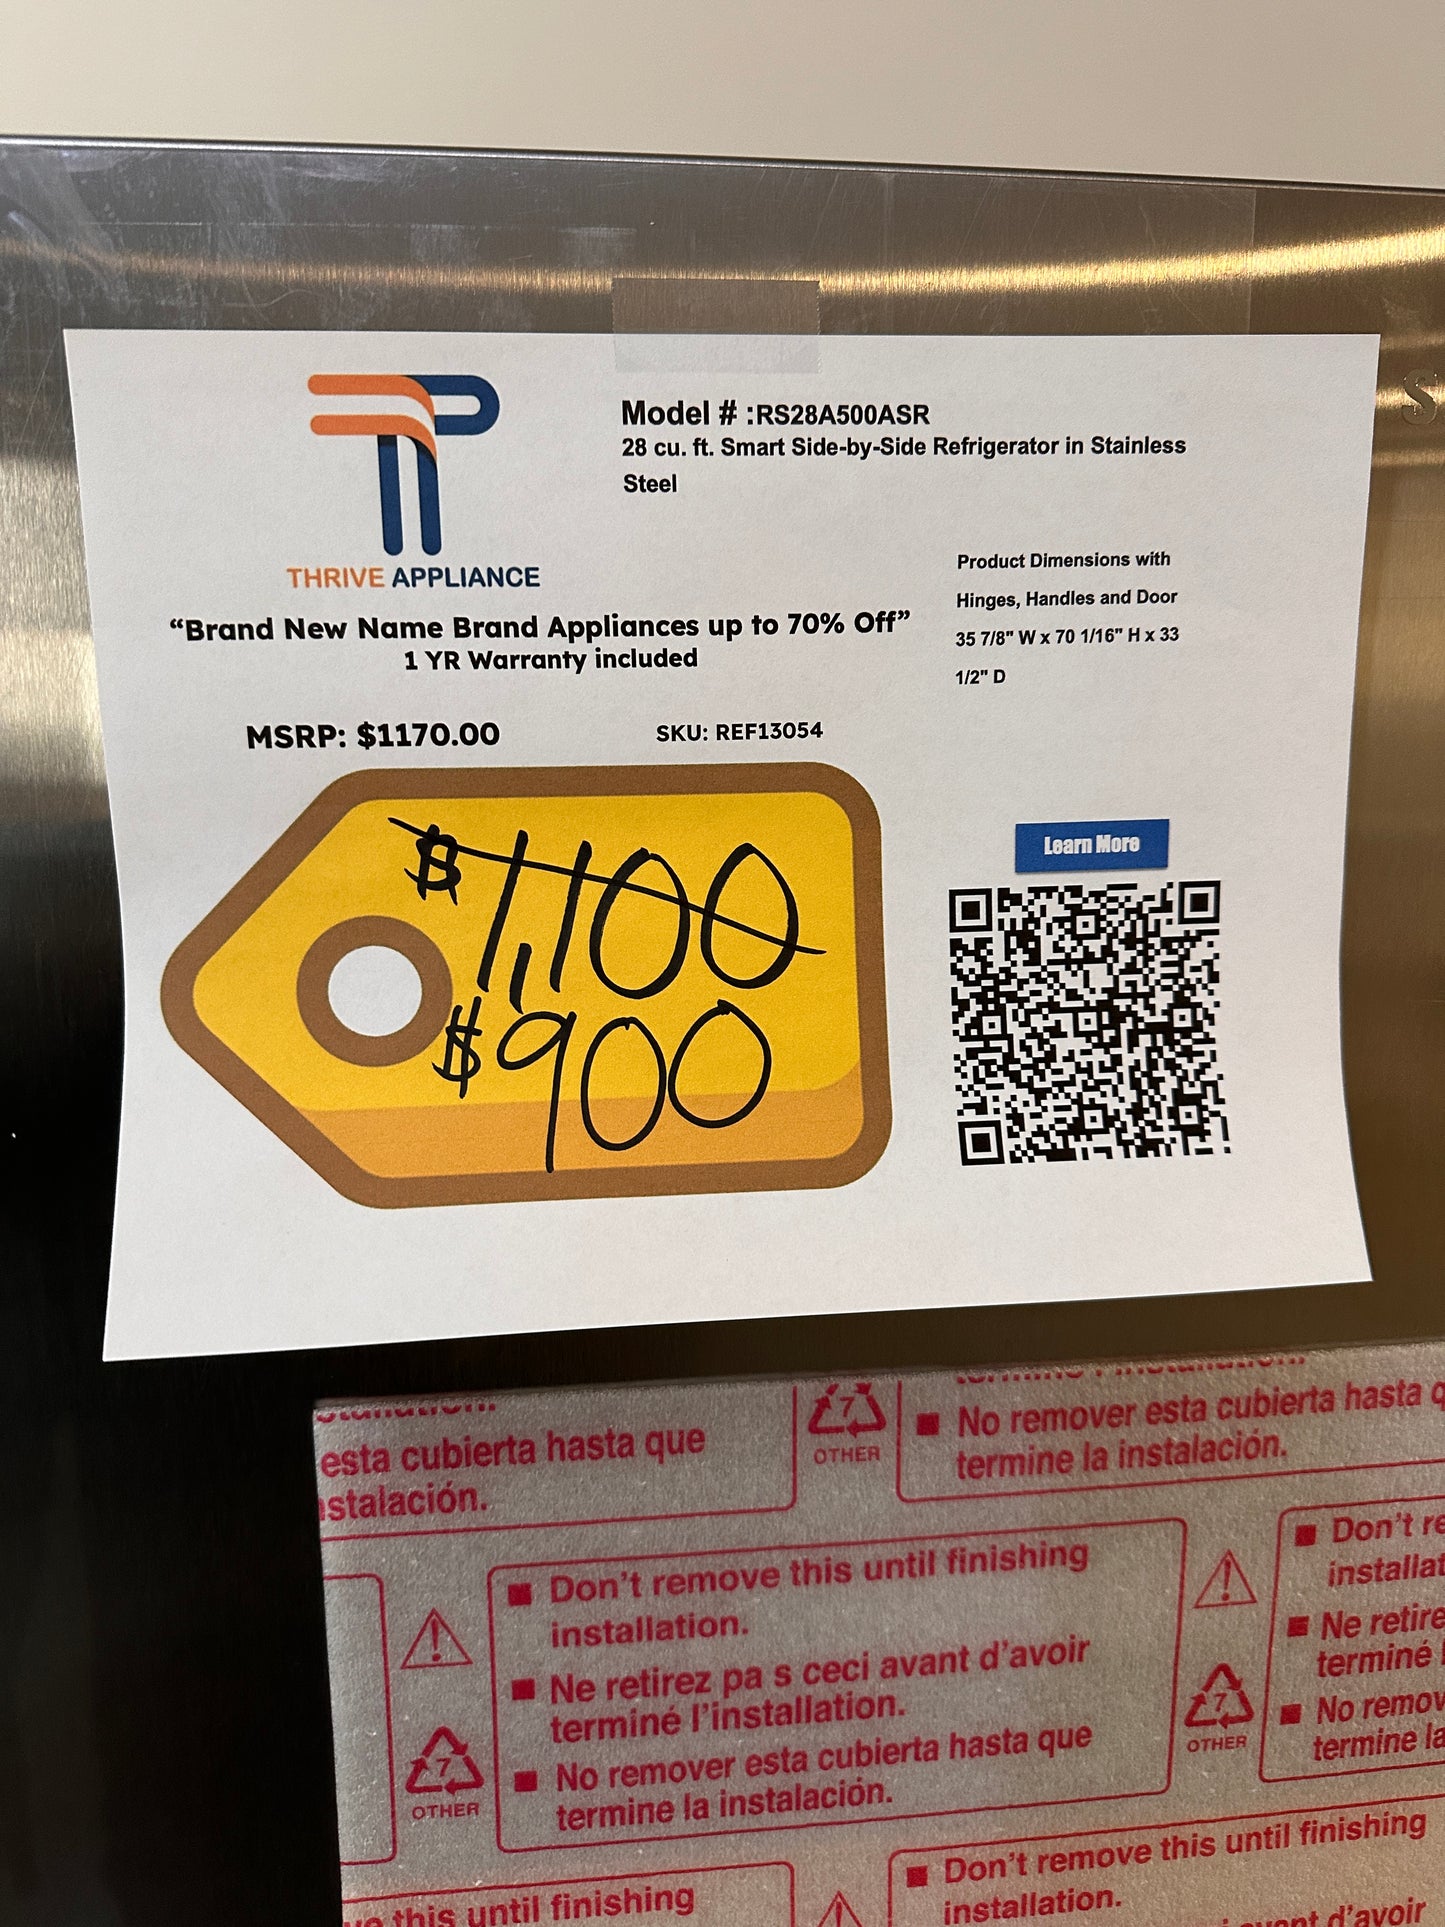 S
Model # :RS28A500ASR
28 cu. ft. Smart Side-by-Side Refrigerator in Stainless
Steel
THRIVE APPLIANCE
“Brand New Name Brand Appliances up to 70% Off”
1 YR Warranty included
Product Dimensions with
Hinges, Handles and Door
35 7/8" W x 70 1/16" H x 33
1/2" D
MSRP: $1170.00
SKU: REF13054
$1,100
$900
Learn More
esta cubierta hasta que
stalación.
7
OTHER
■ No remover esta cubierta hasta q
termine la instalación.
■ Don't remove this until finishing
installation.
■ Ne retirez pa s ceci avant d'avoir
terminé l'installation.
■ No remover esta cubierta hasta que
termine la instalación.
7
OTHER
■ Don't re
installat
■ Ne retire
terminé
■ No remov
termine la
7
OTHER
this until finishing
■ Don't remove this until finishing
installation.
d'avoir